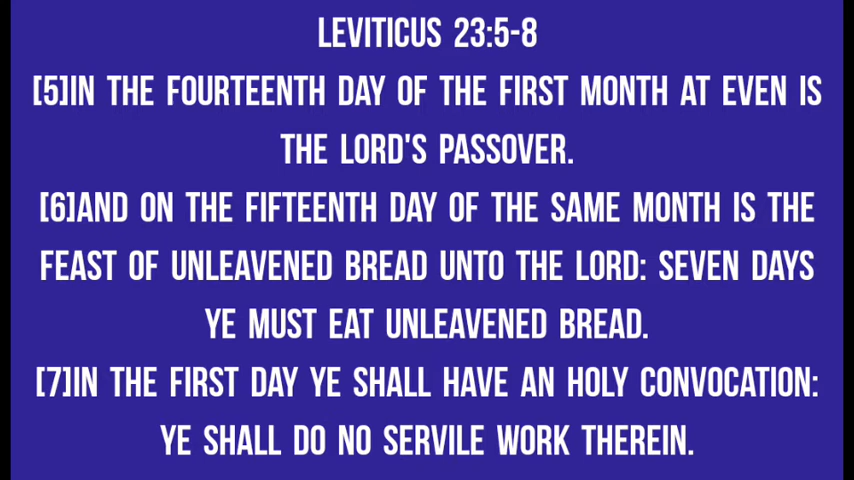 LEVITICUS 23:5-8
[5]IN THE FOURTEENTH DAY OF THE FIRST MONTH AT EVEN IS
THE LORD'S PASSOVER.
[6]AND ON THE FIFTEENTH DAY OF THE SAME MONTH IS THE
FEAST OF UNLEAVENED BREAD UNTO THE LORD: SEVEN DAYS
YE MUST EAT UNLEAVENED BREAD.
[7]IN THE FIRST DAY YE SHALL HAVE AN HOLY CONVOCATION:
YE SHALL DO NO SERVILE WORK THEREIN.